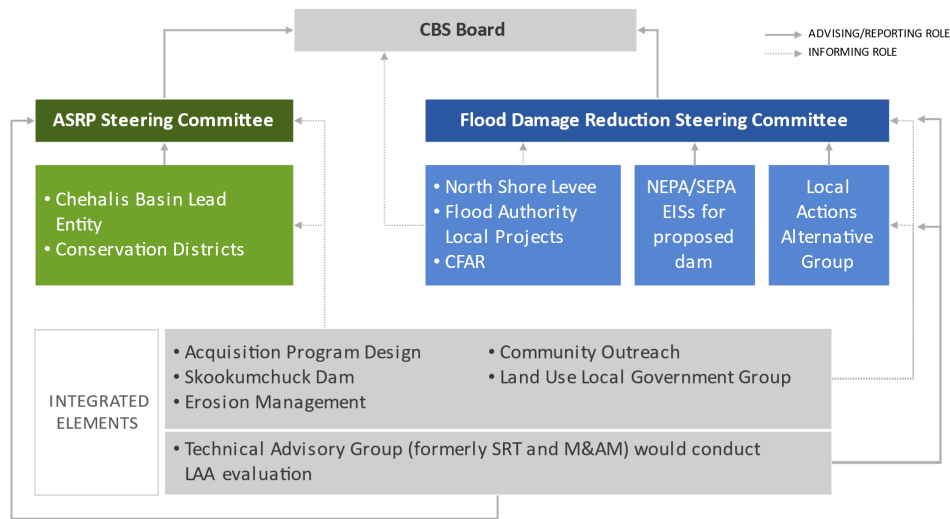 CBS Board
ADVISING/REPORTING ROLE
INFORMING ROLE
ASRP Steering Committee
Flood Damage Reduction Steering Committee
• Chehalis Basin Lead
Entity
• Conservation Districts
• North Shore Levee
• Flood Authority
Local Projects
• CFAR
NEPA/SEPA
EISs for
proposed
dam
Local
Actions
Alternative
Group
INTEGRATED
ELEMENTS
• Acquisition Program Design
• Skookumchuck Dam
• Erosion Management
• Community Outreach
• Land Use Local Government Group
• Technical Advisory Group (formerly SRT and M&AM) would conduct
LAA evaluation